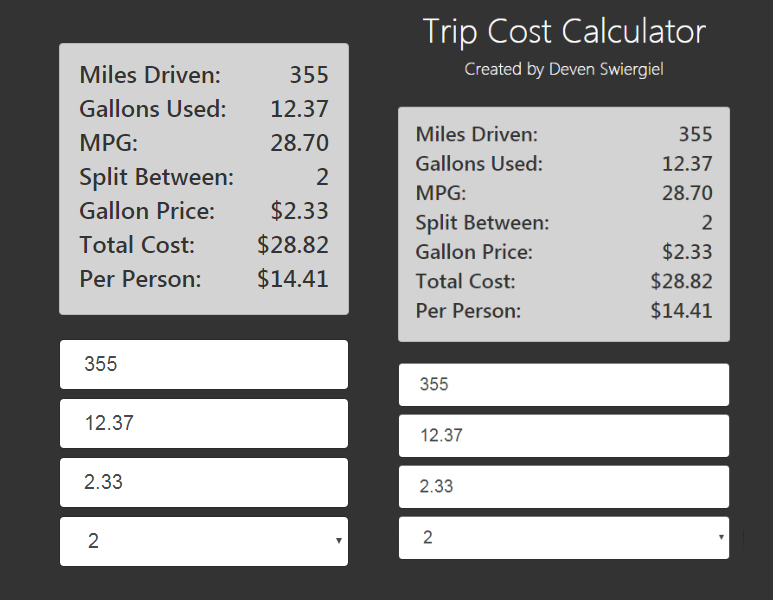 Miles Driven: 355
Gallons Used: 12.37
MPG: 28.70
Split Between: 2
Gallon Price: $2.33
Total Cost: $28.82
Per Person: $14.41
355
12.37
2.33
2
Trip Cost Calculator
Created by Deven Swiergiel
Miles Driven: 355
Gallons Used: 12.37
MPG: 28.70
Split Between: 2
Gallon Price: $2.33
Total Cost: $28.82
Per Person: $14.41
355
12.37
2.33
2